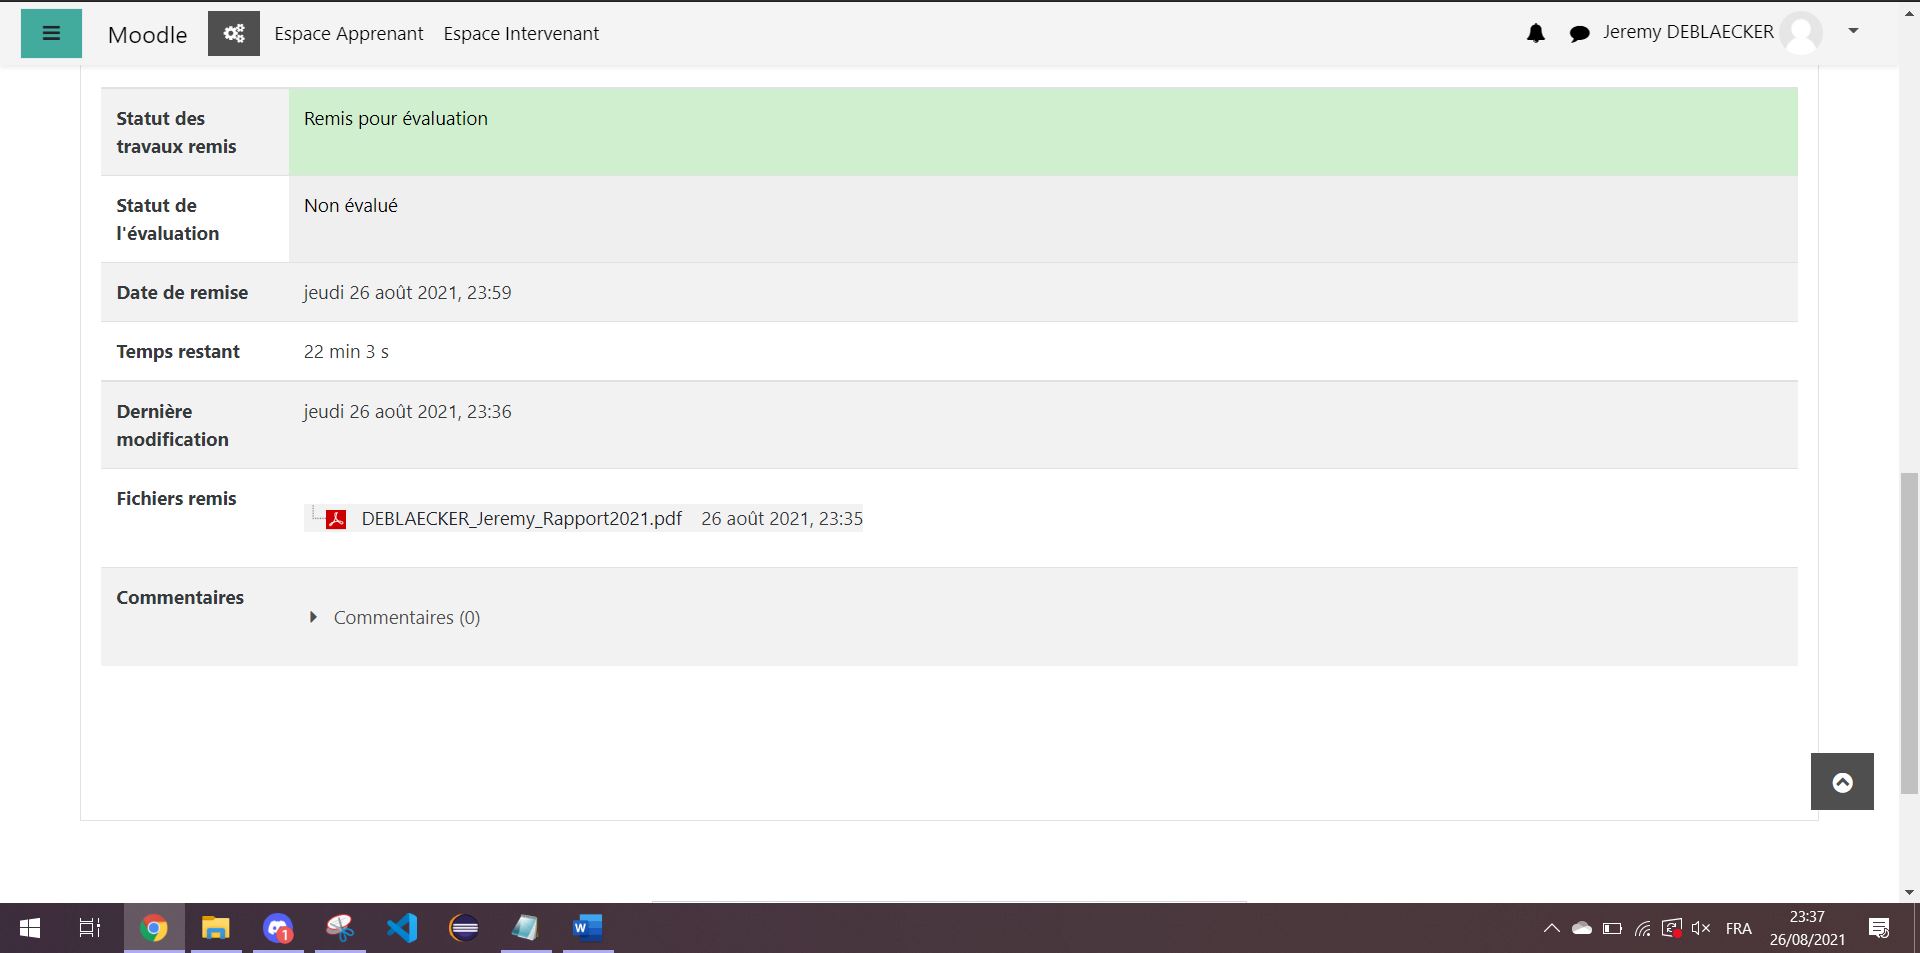 Moodle Espace Apprenant Espace Intervenant Jeremy DEBLAECKER
Statut des
travaux remis
Remis pour évaluation
Statut de
l'évaluation
Non évalué
Date de remise jeudi 26 août 2021, 23:59
Temps restant 22 min 3 s
Dernière
modification
jeudi 26 août 2021, 23:36
Fichiers remis
DEBLAECKER_Jeremy_Rapport2021.pdf 26 août 2021, 23:35
Commentaires
Commentaires (0)
1
W
FRA
23:37
26/08/2021